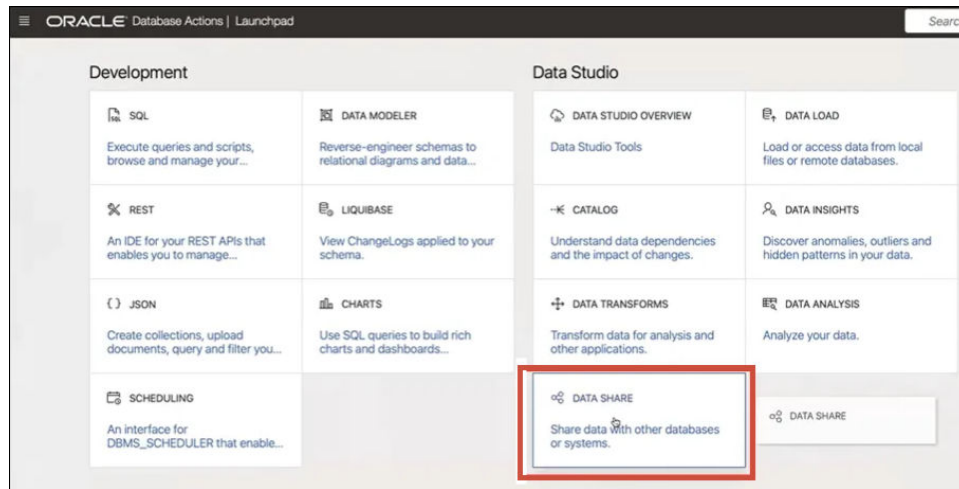 ORACLE Database Actions | Launchpad
Searc
Development
Data Studio
SQL
Execute queries and scripts,
browse and manage your...
DATA MODELER
Reverse-engineer schemas to
relational diagrams and data...
DATA STUDIO OVERVIEW
Data Studio Tools
DATA LOAD
Load or access data from local
files or remote databases.
REST
An IDE for your REST APIs that
enables you to manage...
LIQUIBASE
View ChangeLogs applied to your
schema.
CATALOG
Understand data dependencies
and the impact of changes.
DATA INSIGHTS
Discover anomalies, outliers and
hidden patterns in your data.
{ } JSON
Create collections, upload
documents, query and filter you...
CHARTS
Use SQL queries to build rich
charts and dashboards...
DATA TRANSFORMS
Transform data for analysis and
other applications.
DATA ANALYSIS
Analyze your data.
SCHEDULING
An interface for
DBMS_SCHEDULER that enable...
DATA SHARE
Share data with other databases
or systems.
DATA SHARE